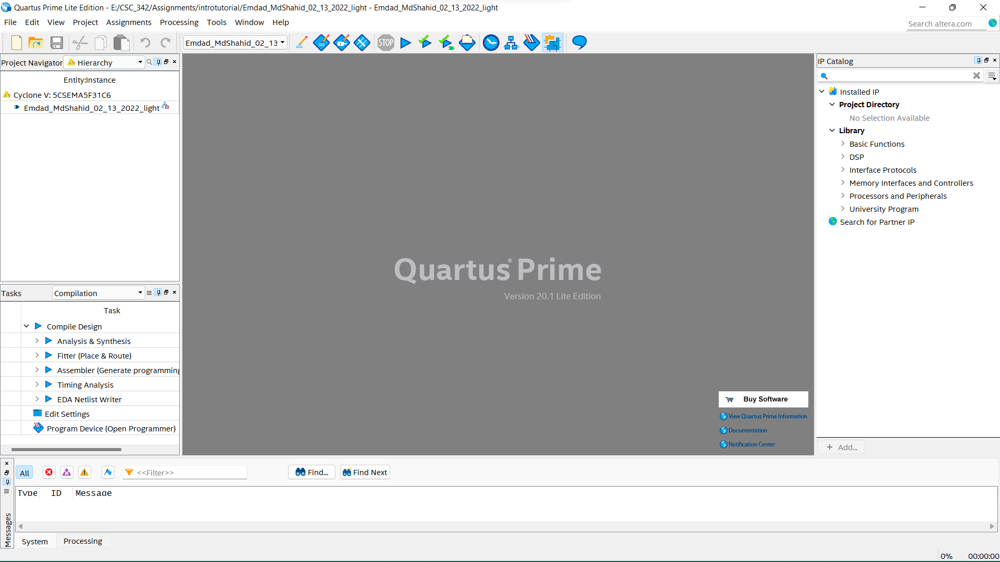 Quartus Prime Lite Edition - E:/CSC_342/Assignments/introtutorial/Emdad_MdShahid_02_13_2022_light - Emdad_MdShahid_02_13_2022_light
File Edit View Project Assignments Processing Tools Window Help
Search altera.com
Emdad_MdShahid_02_13
STOP
Project Navigator Hierarchy
Entity:Instance
Cyclone V: 5CSEMA5F31C6
Emdad_MdShahid_02_13_2022_light
Tasks Compilation
Task
Compile Design
Analysis & Synthesis
Fitter (Place & Route)
Assembler (Generate programming
Timing Analysis
EDA Netlist Writer
Edit Settings
Program Device (Open Programmer)
Quartus® Prime
Version 20.1 Lite Edition
Buy Software
View Quartus Prime Information
Documentation
Notification Center
IP Catalog
Installed IP
Project Directory
No Selection Available
Library
Basic Functions
DSP
Interface Protocols
Memory Interfaces and Controllers
Processors and Peripherals
University Program
Search for Partner IP
+ Add...
Messages
All <<Filter>> Find... Find Next
Type ID Message
System Processing
0% 00:00:00